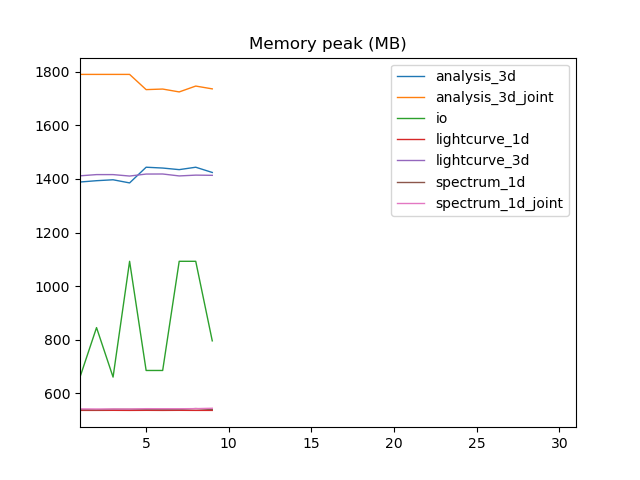 Memory peak (MB)
1800
1600
1400
1200
1000
800
600
5 10 15 20 25 30
analysis_3d
analysis_3d_joint
io
lightcurve_1d
lightcurve_3d
spectrum_1d
spectrum_1d_joint